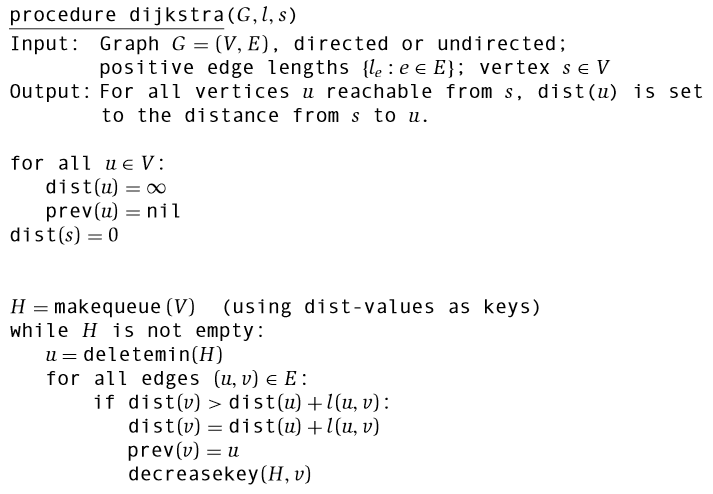 procedure dijkstra(G, l, s)
Input: Graph G = (V, E), directed or undirected;
positive edge lengths {lₑ : e ∈ E}; vertex s ∈ V
Output: For all vertices u reachable from s, dist(u) is set
to the distance from s to u.
for all u ∈ V:
dist(u) = ∞
prev(u) = nil
dist(s) = 0
H = makequeue(V) (using dist-values as keys)
while H is not empty:
u = deletemin(H)
for all edges (u, v) ∈ E:
if dist(v) > dist(u) + l(u, v):
dist(v) = dist(u) + l(u, v)
prev(v) = u
decreasekey(H, v)